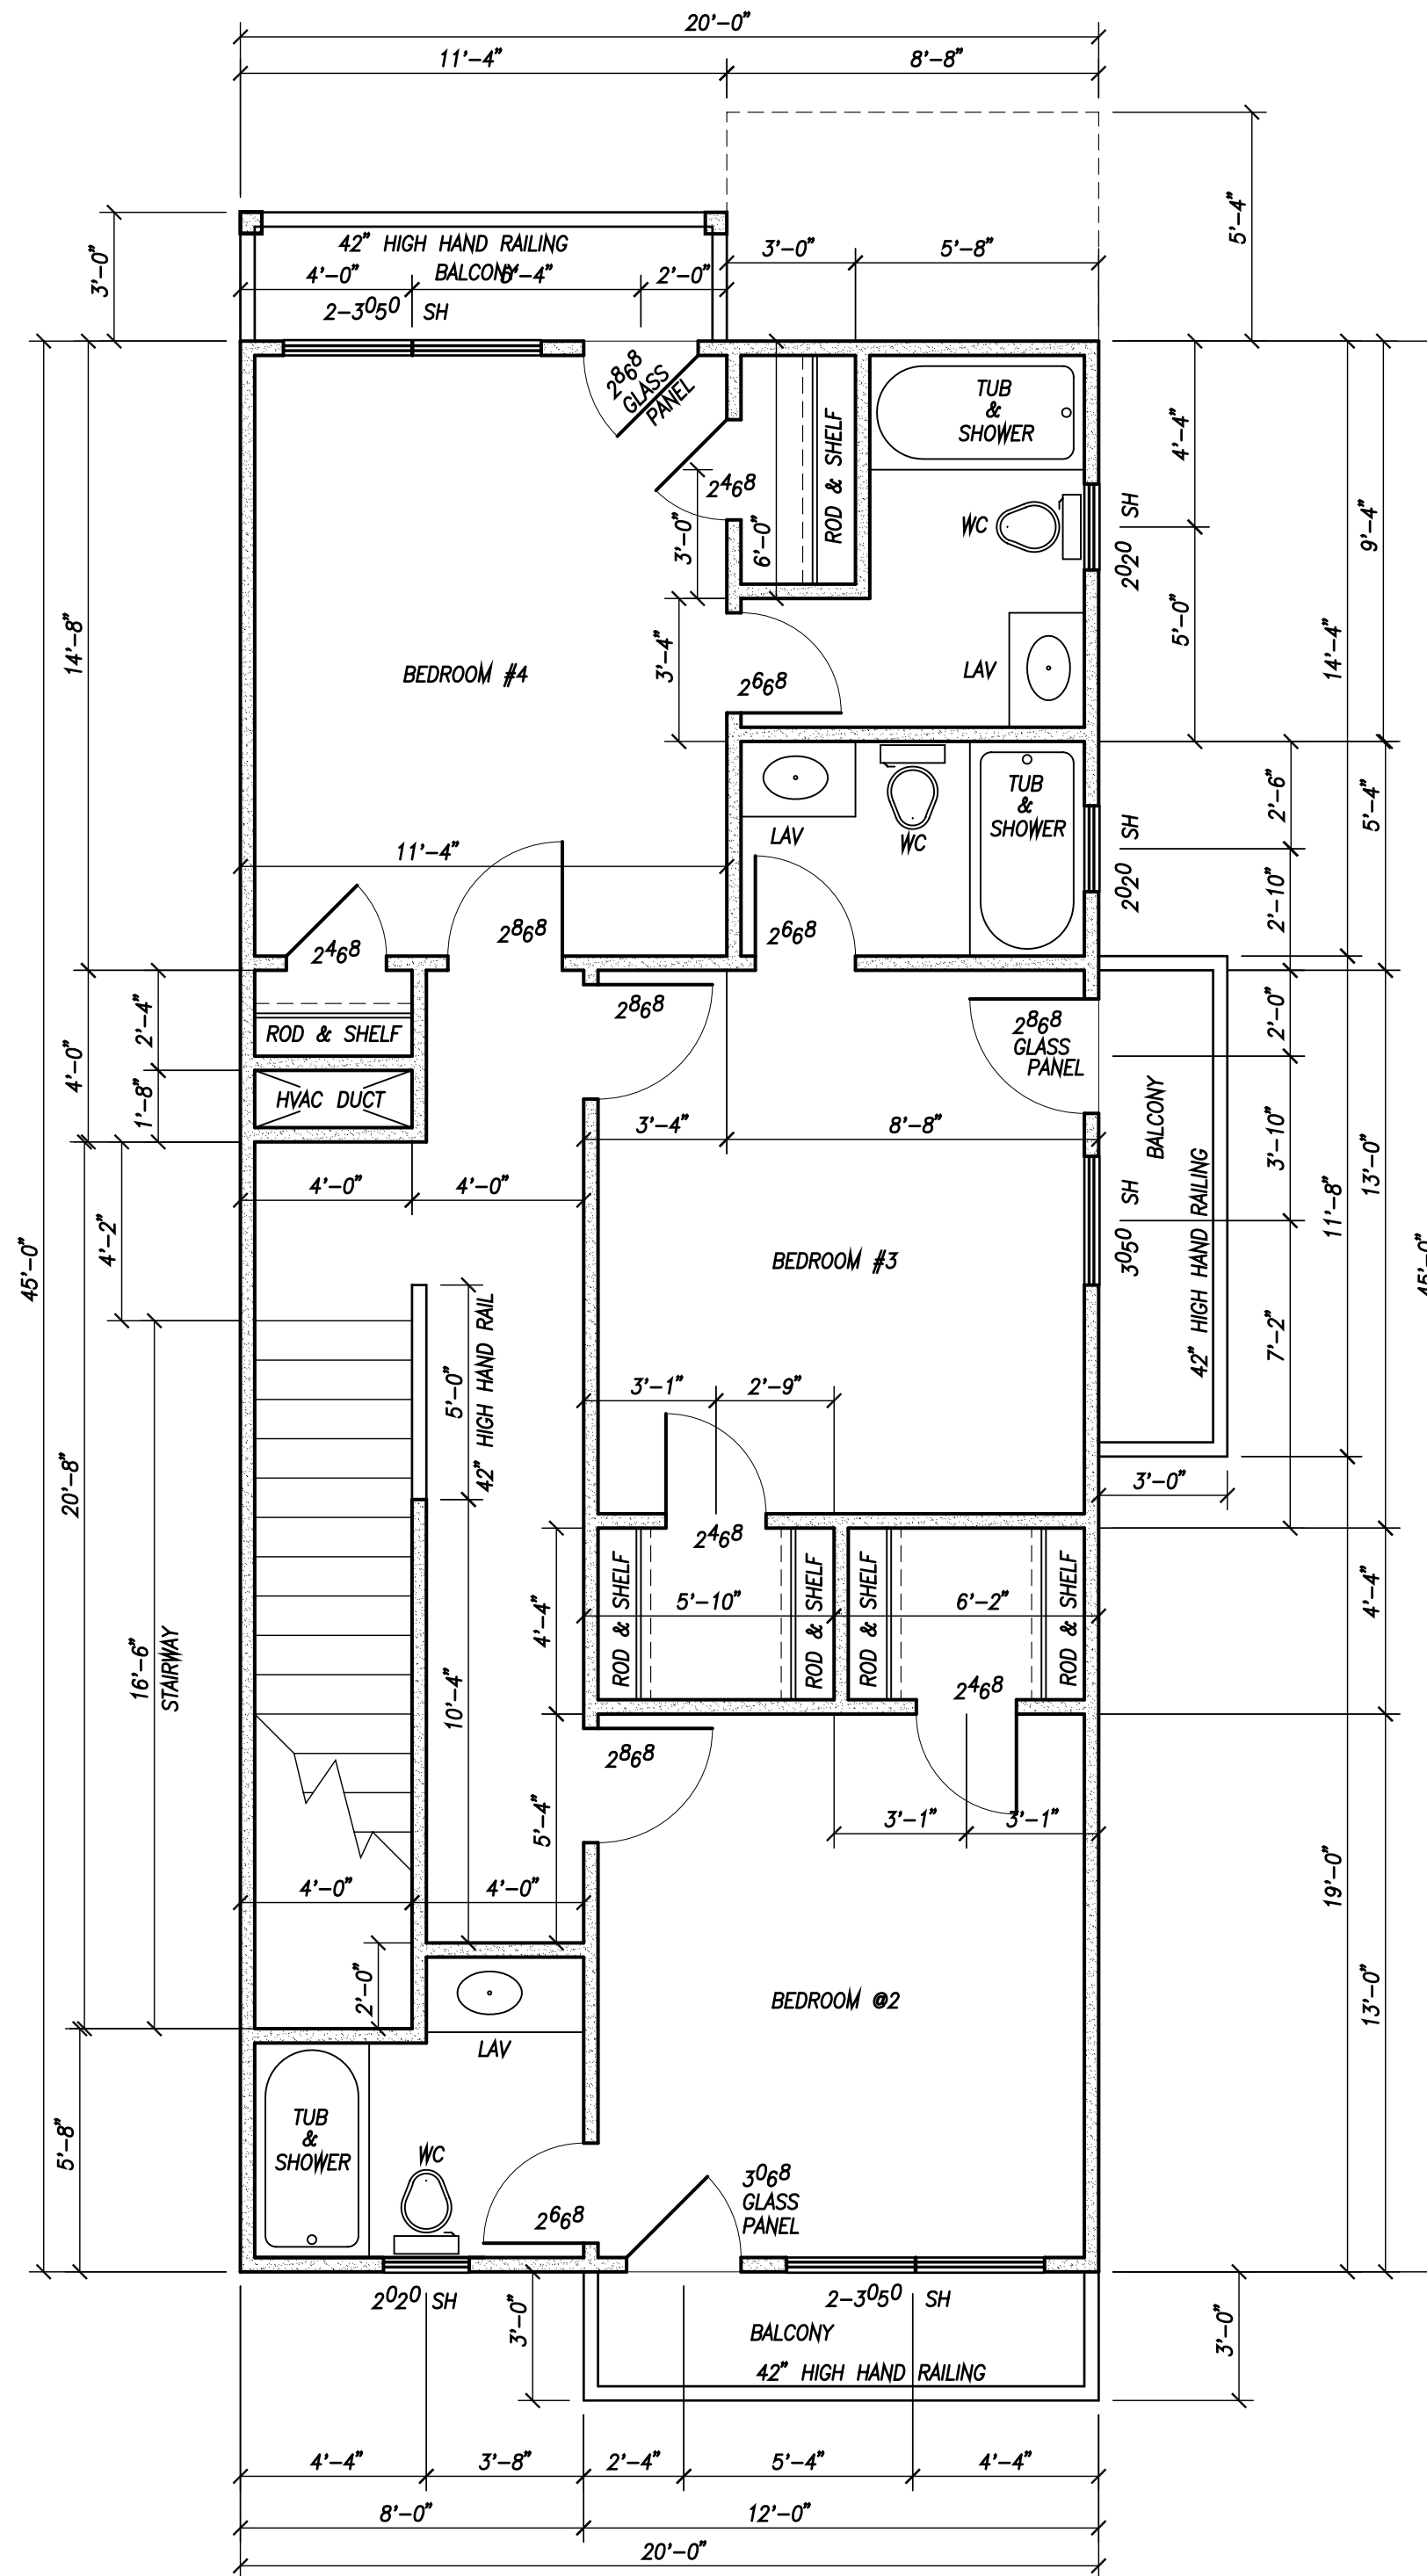 20'-0"
11'-4" 8'-8"
5'-4"
3'-0"
42" HIGH HAND RAILING
BALCONY
4'-0" 5'-4" 2'-0"
3'-0" 5'-8"
2-3050 SH
2868
GLASS
PANEL
TUB
&
SHOWER
ROD & SHELF
2468
WC
3'-0"
6'-0"
2020 SH
4'-4"
9'-4"
14'-8"
BEDROOM #4
3'-4"
2668
LAV
5'-0"
14'-4"
LAV
WC
TUB
&
SHOWER
2020 SH
2'-6"
5'-4"
11'-4"
2'-10"
2468
2868
2668
ROD & SHELF
2'-4"
4'-0"
1'-8"
HVAC DUCT
2868
2868
GLASS
PANEL
2'-0"
BALCONY
3'-4" 8'-8"
3'-10"
13'-0"
4'-0" 4'-0"
3050 SH
42" HIGH HAND RAILING
11'-8"
45'-0"
4'-2"
BEDROOM #3
45'-0"
5'-0"
42" HIGH HAND RAIL
7'-2"
3'-1" 2'-9"
20'-8"
3'-0"
2468
ROD & SHELF
ROD & SHELF
ROD & SHELF
ROD & SHELF
5'-10" 6'-2"
4'-4"
4'-4"
16'-6"
STAIRWAY
10'-4"
2468
2868
5'-4"
3'-1" 3'-1"
19'-0"
4'-0" 4'-0"
2'-0"
BEDROOM @2
13'-0"
LAV
TUB
&
SHOWER
5'-8"
WC
2668
3068
GLASS
PANEL
2020 SH
3'-0"
2-3050 SH
BALCONY
42" HIGH HAND RAILING
3'-0"
4'-4" 3'-8" 2'-4" 5'-4" 4'-4"
8'-0" 12'-0"
20'-0"